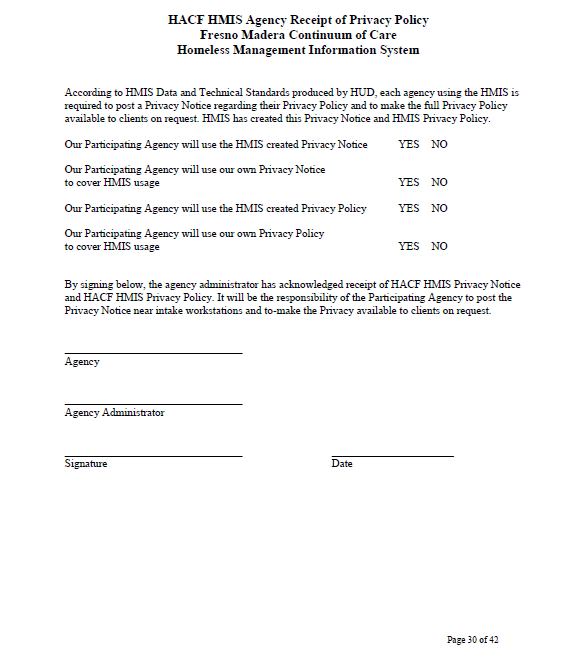 HACF HMIS Agency Receipt of Privacy Policy
Fresno Madera Continuum of Care
Homeless Management Information System
According to HMIS Data and Technical Standards produced by HUD, each agency using the HMIS is
required to post a Privacy Notice regarding their Privacy Policy and to make the full Privacy Policy
available to clients on request. HMIS has created this Privacy Notice and HMIS Privacy Policy.
Our Participating Agency will use the HMIS created Privacy Notice YES NO
Our Participating Agency will use our own Privacy Notice
to cover HMIS usage YES NO
Our Participating Agency will use the HMIS created Privacy Policy YES NO
Our Participating Agency will use our own Privacy Policy
to cover HMIS usage YES NO
By signing below, the agency administrator has acknowledged receipt of HACF HMIS Privacy Notice
and HACF HMIS Privacy Policy. It will be the responsibility of the Participating Agency to post the
Privacy Notice near intake workstations and to-make the Privacy available to clients on request.
Agency
Agency Administrator
Signature Date
Page 30 of 42